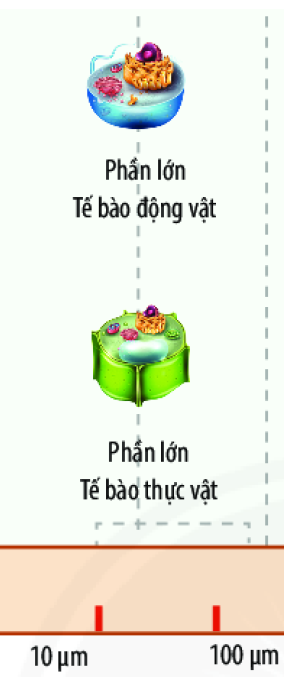 Phần lớn
Tế bào động vật
Phần lớn
Tế bào thực vật
10 µm
100 µm